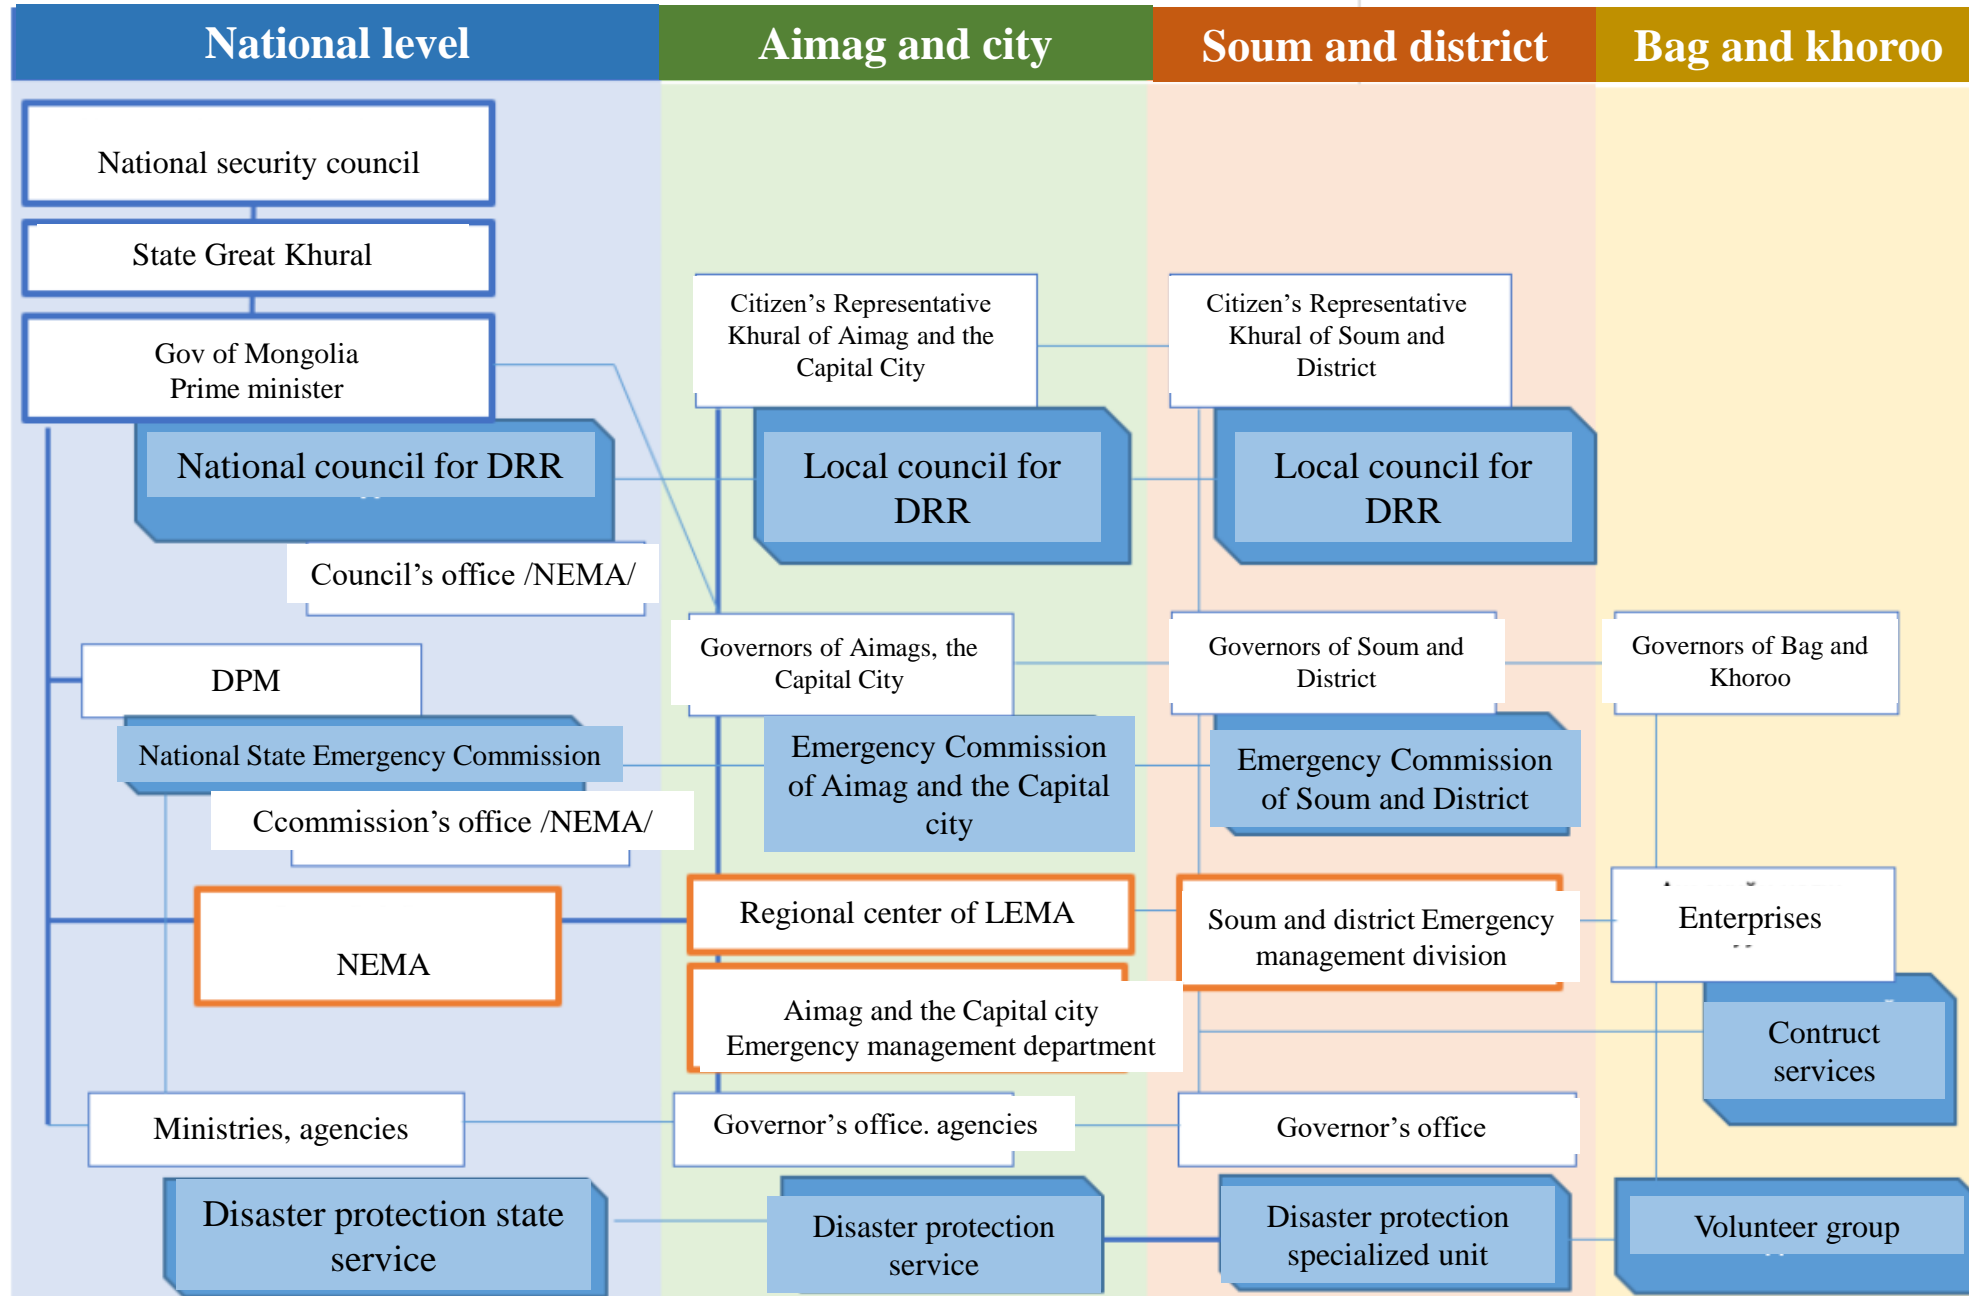 National level
Aimag and city
Soum and district
Bag and khoroo
National security council
State Great Khural
Gov of Mongolia
Prime minister
National council for DRR
Council's office /NEMA/
DPM
National State Emergency Commission
Ccommission's office /NEMA/
NEMA
Ministries, agencies
Disaster protection state
service
Citizen's Representative
Khural of Aimag and the
Capital City
Local council for
DRR
Governors of Aimags, the
Capital City
Emergency Commission
of Aimag and the Capital
city
Regional center of LEMA
Aimag and the Capital city
Emergency management department
Governor's office. agencies
Disaster protection
service
Citizen's Representative
Khural of Soum and
District
Local council for
DRR
Governors of Soum and
District
Emergency Commission
of Soum and District
Soum and district Emergency
management division
Governor's office
Disaster protection
specialized unit
Governors of Bag and
Khoroo
Enterprises
Contruct
services
Volunteer group